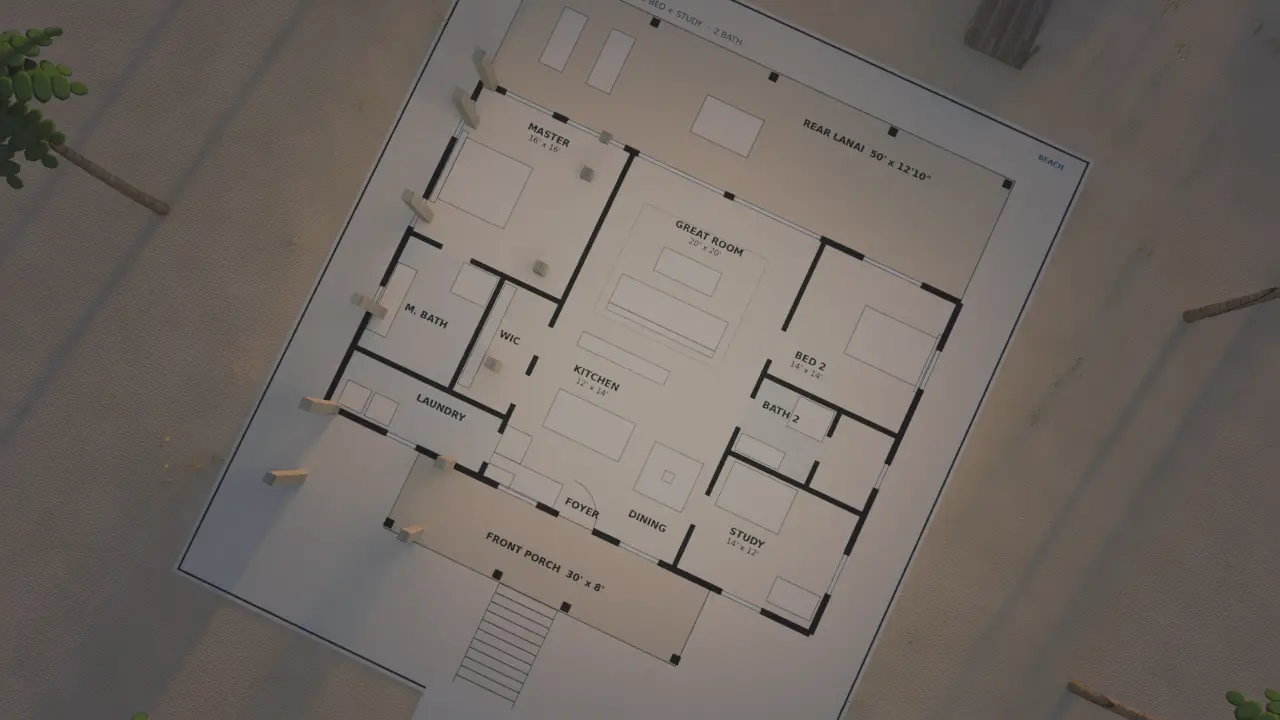 BED + STUDY · 2 BATH
BEACH
REAR LANAI 50' x 12'10"
MASTER
16' x 16'
GREAT ROOM
20' x 20'
M. BATH
WIC
KITCHEN
12' x 14'
BED 2
14' x 14'
BATH 2
LAUNDRY
FOYER
DINING
STUDY
14' x 12'
FRONT PORCH 30' x 8'